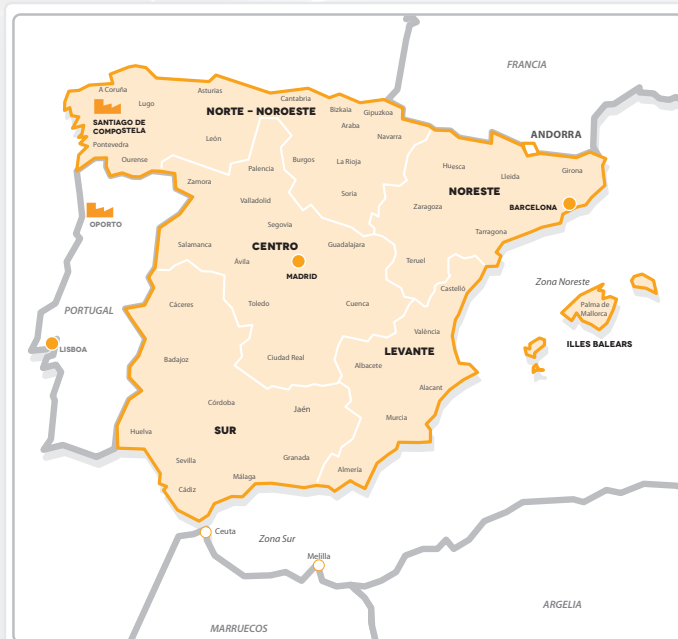 FRANCIA
A Coruña
Asturias
Lugo
Cantabria
NORTE – NOROESTE
Bizkaia
Gipuzkoa
SANTIAGO DE
COMPOSTELA
Araba
Navarra
ANDORRA
León
Pontevedra
Ourense
Burgos
La Rioja
Palencia
Huesca
Lleida
Girona
Zamora
NORESTE
Soria
Valladolid
Zaragoza
BARCELONA
OPORTO
Segovia
Tarragona
Salamanca
CENTRO
Guadalajara
Ávila
Teruel
MADRID
Zona Noreste
Castelló
Cáceres
Toledo
Cuenca
Palma de
Mallorca
PORTUGAL
València
ILLES BALEARS
LISBOA
LEVANTE
Badajoz
Ciudad Real
Albacete
Alacant
Córdoba
Jaén
Murcia
Huelva
SUR
Sevilla
Granada
Almería
Málaga
Cádiz
Ceuta
Zona Sur
Melilla
ARGELIA
MARRUECOS